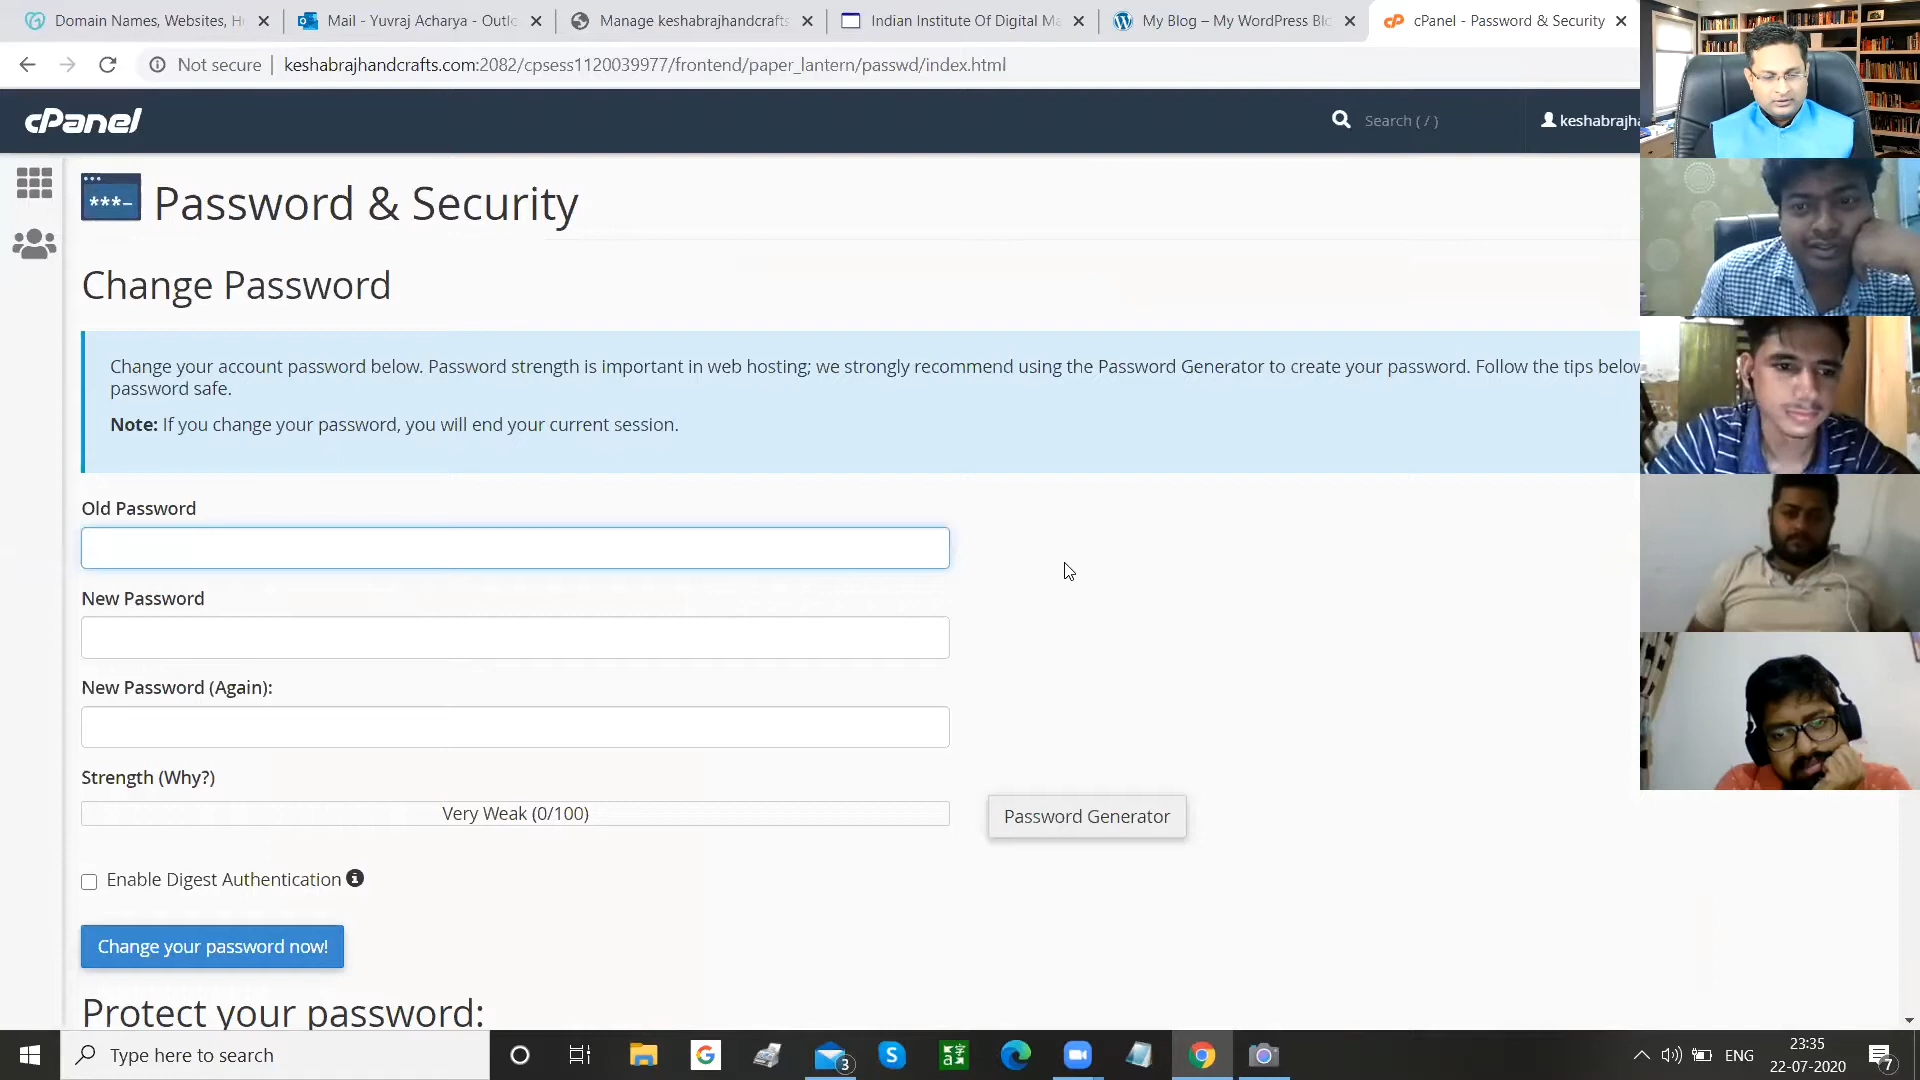 Domain Names, Websites, H
Mail - Yuvraj Acharya - Outlo
Manage keshabrajhandcrafts
Indian Institute Of Digital Ma
My Blog – My WordPress Blo
cPanel - Password & Security
Not secure
keshabrajhandcrafts.com:2082/cpsess1120039977/frontend/paper_lantern/passwd/index.html
cPanel
Search ( / )
keshabrajha
***_ Password & Security
Change Password
Change your account password below. Password strength is important in web hosting; we strongly recommend using the Password Generator to create your password. Follow the tips below
password safe.
Note: If you change your password, you will end your current session.
Old Password
New Password
New Password (Again):
Strength (Why?)
Very Weak (0/100)
Password Generator
Enable Digest Authentication
Change your password now!
Protect your password:
Type here to search
3
ENG
23:35
22-07-2020
7